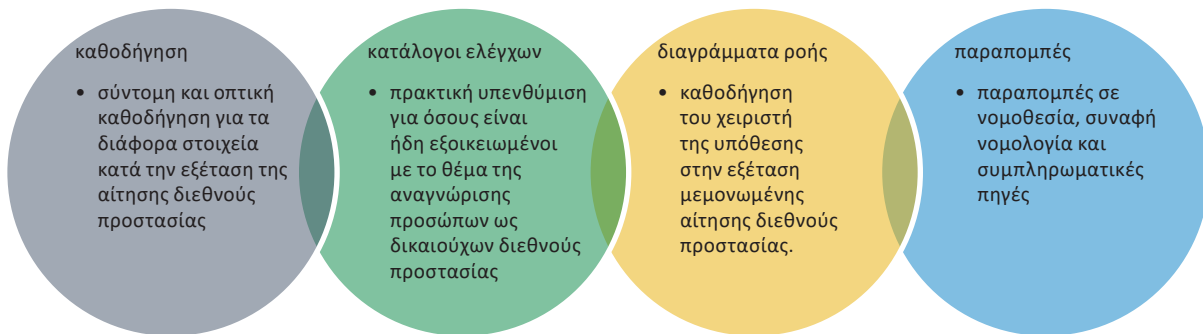 καθοδήγηση
• σύντομη και οπτική
καθοδήγηση για τα
διάφορα στοιχεία
κατά την εξέταση της
αίτησης διεθνούς
προστασίας
κατάλογοι ελέγχων
• πρακτική υπενθύμιση
για όσους είναι
ήδη εξοικειωμένοι
με το θέμα της
αναγνώρισης
προσώπων ως
δικαιούχων διεθνούς
προστασίας
διαγράμματα ροής
• καθοδήγηση
του χειριστή
της υπόθεσης
στην εξέταση
μεμονωμένης
αίτησης διεθνούς
προστασίας.
παραπομπές
• παραπομπές σε
νομοθεσία, συναφή
νομολογία και
συμπληρωματικές
πηγές